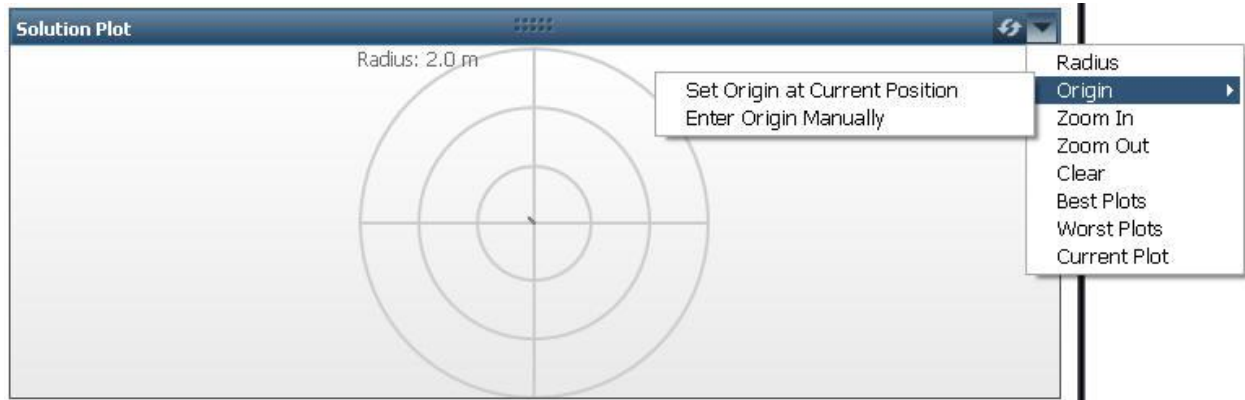 Solution Plot
Radius: 2.0 m
Radius
Origin
Set Origin at Current Position
Enter Origin Manually
Zoom In
Zoom Out
Clear
Best Plots
Worst Plots
Current Plot